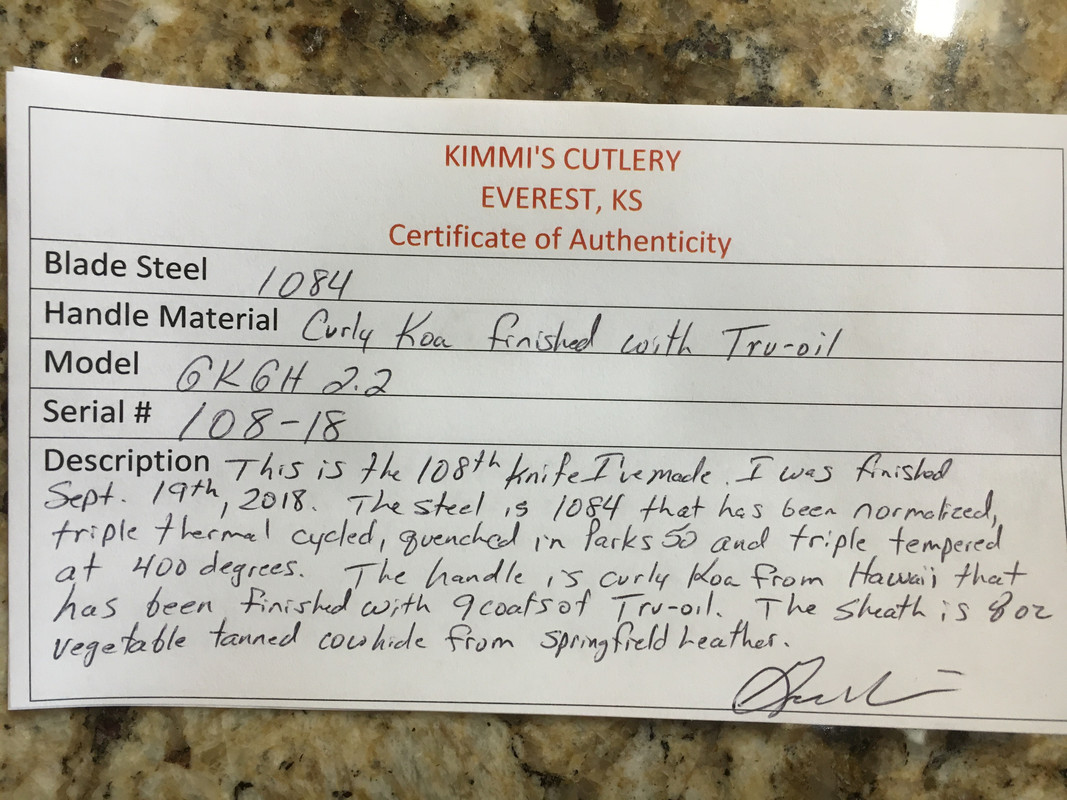 KIMMI'S CUTLERY
EVEREST, KS
Certificate of Authenticity
Blade Steel 1084
Handle Material Curly Koa finished with Tru-oil
Model GKGH 2.2
Serial # 108-18
Description This is the 108th knife I've made. I was finished
Sept. 19th, 2018. The steel is 1084 that has been normalized,
triple thermal cycled, quenched in Parks 50 and triple tempered
at 400 degrees. The handle is curly Koa from Hawaii that
has been finished with 9 coats of Tru-oil. The sheath is 8 oz
vegetable tanned cowhide from Springfield Leather.